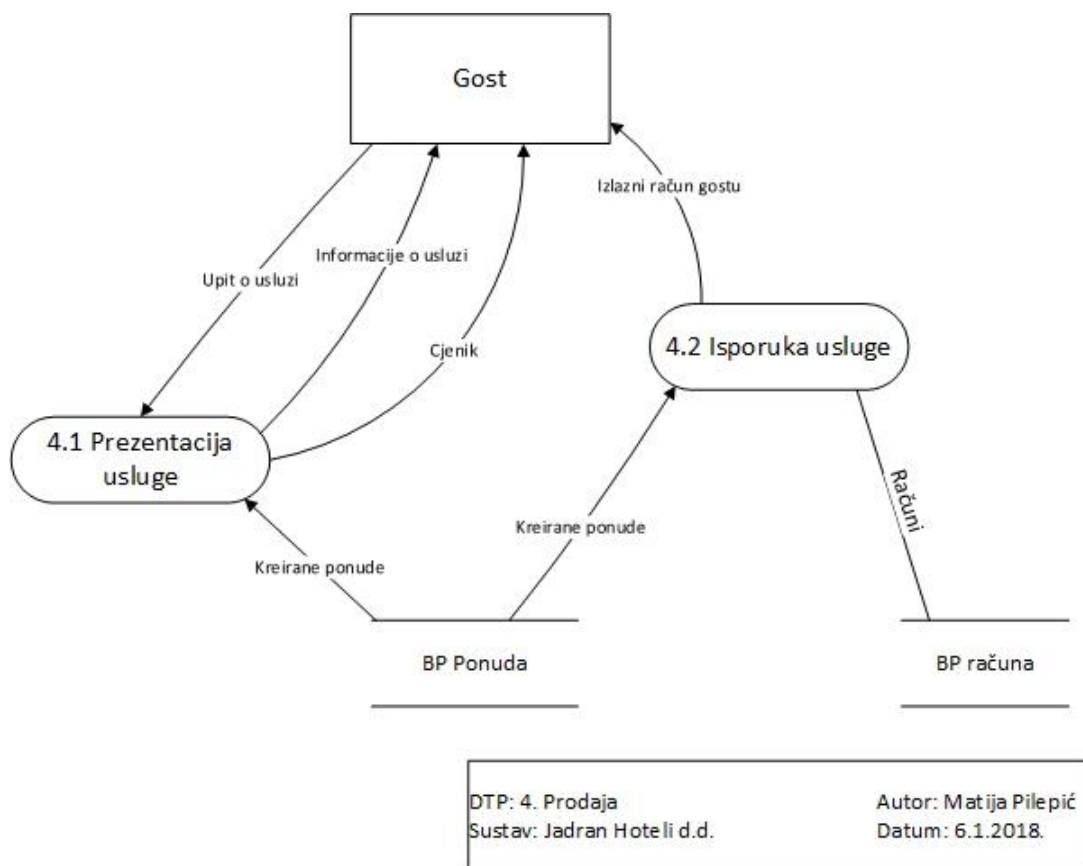 Gost
Izlazni račun gostu
Informacije o usluzi
Upit o usluzi
Cjenik
4.2 Isporuka usluge
4.1 Prezentacija
usluge
Računi
Kreirane ponude
Kreirane ponude
BP Ponuda
BP računa
DTP: 4. Prodaja
Autor: Matija Pilepić
Sustav: Jadran Hoteli d.d.
Datum: 6.1.2018.